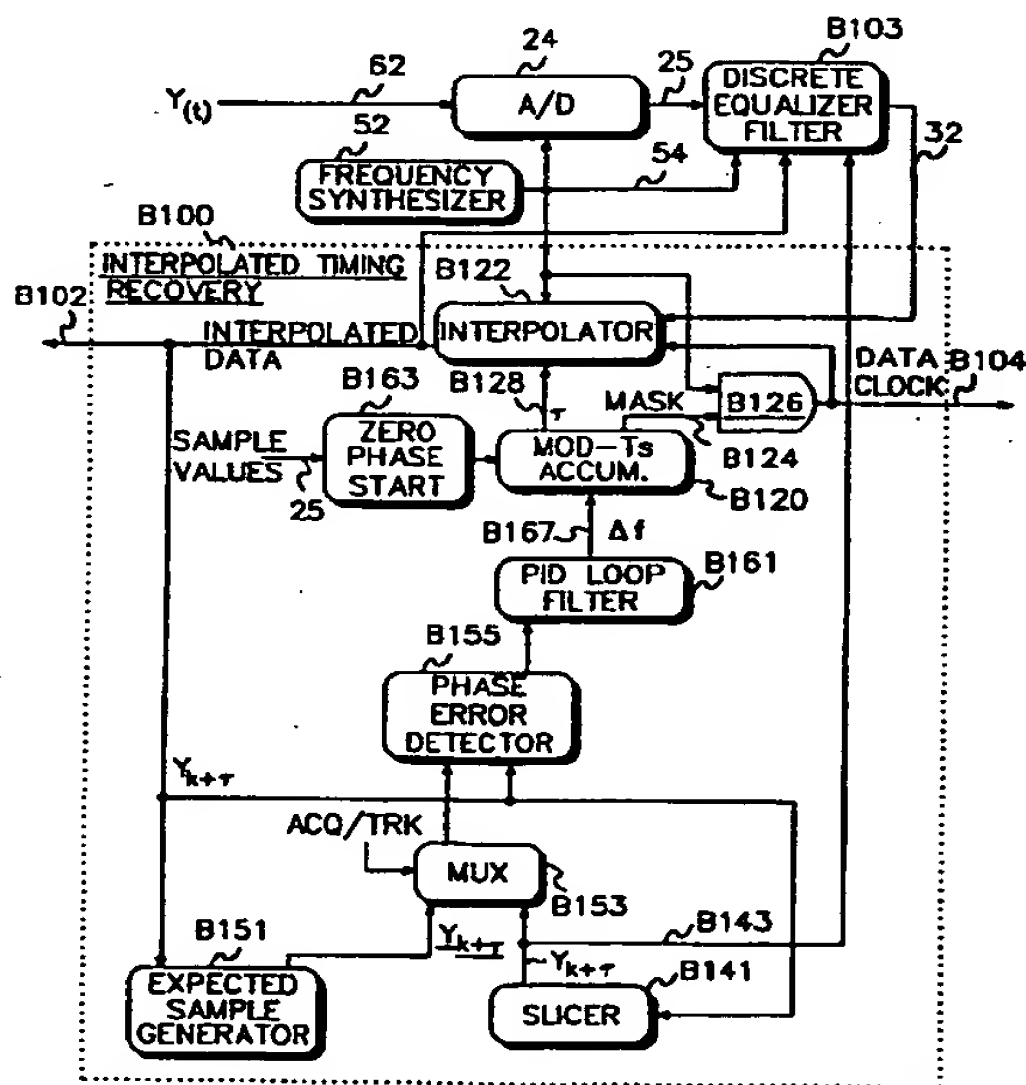 B103
24
62
25
DISCRETE
EQUALIZER
FILTER
Y(t)
A/D
52
32
54
FREQUENCY
SYNTHESIZER
B100
INTERPOLATED TIMING
RECOVERY
B122
B102
INTERPOLATOR
INTERPOLATED
DATA
DATA
CLOCK
B104
B163
B128
τ
MASK
B126
SAMPLE
VALUES
ZERO
PHASE
START
MOD-Ts
ACCUM.
B124
25
B120
B167
Δf
B161
PID LOOP
FILTER
B155
PHASE
ERROR
DETECTOR
Yk+τ
ACQ/TRK
MUX
B153
B151
B143
Yk+τ
Yk+τ
B141
EXPECTED
SAMPLE
GENERATOR
SLICER